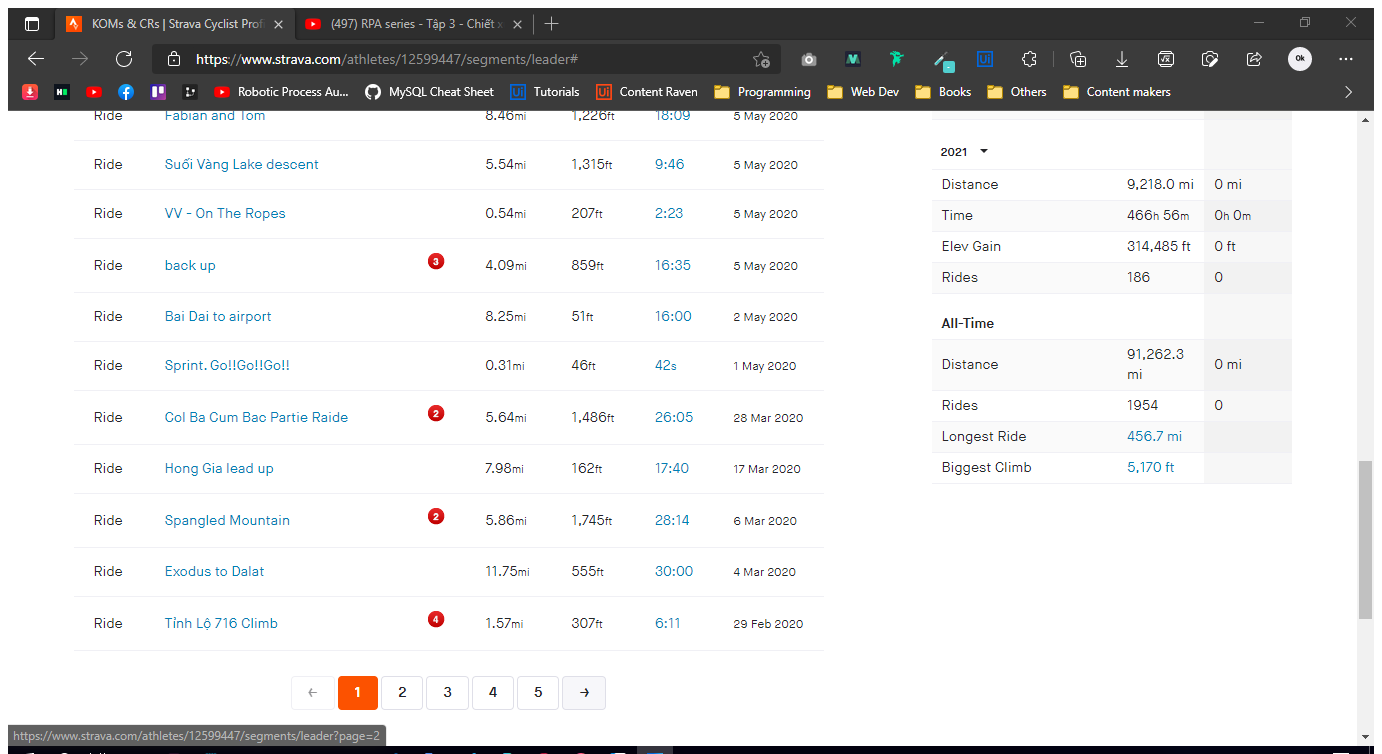 KOMs & CRs | Strava Cyclist Prof
(497) RPA series - Tập 3 - Chiết x
https://www.strava.com/athletes/12599447/segments/leader#
Ok
Robotic Process Au...
MySQL Cheat Sheet
Ui Tutorials
Ui Content Raven
Programming
Web Dev
Books
Others
Content makers
Ride Fabian and Tom 8.46mi 1,226ft 18:09 5 May 2020
Ride Suối Vàng Lake descent 5.54mi 1,315ft 9:46 5 May 2020
Ride VV - On The Ropes 0.54mi 207ft 2:23 5 May 2020
Ride back up 3 4.09mi 859ft 16:35 5 May 2020
Ride Bai Dai to airport 8.25mi 51ft 16:00 2 May 2020
Ride Sprint. Go!!Go!!Go!! 0.31mi 46ft 42s 1 May 2020
Ride Col Ba Cum Bac Partie Raide 2 5.64mi 1,486ft 26:05 28 Mar 2020
Ride Hong Gia lead up 7.98mi 162ft 17:40 17 Mar 2020
Ride Spangled Mountain 2 5.86mi 1,745ft 28:14 6 Mar 2020
Ride Exodus to Dalat 11.75mi 555ft 30:00 4 Mar 2020
Ride Tỉnh Lộ 716 Climb 4 1.57mi 307ft 6:11 29 Feb 2020
← 1 2 3 4 5 →
2021
Distance 9,218.0 mi 0 mi
Time 466h 56m 0h 0m
Elev Gain 314,485 ft 0 ft
Rides 186 0
All-Time
Distance 91,262.3 mi 0 mi
Rides 1954 0
Longest Ride 456.7 mi
Biggest Climb 5,170 ft
https://www.strava.com/athletes/12599447/segments/leader?page=2